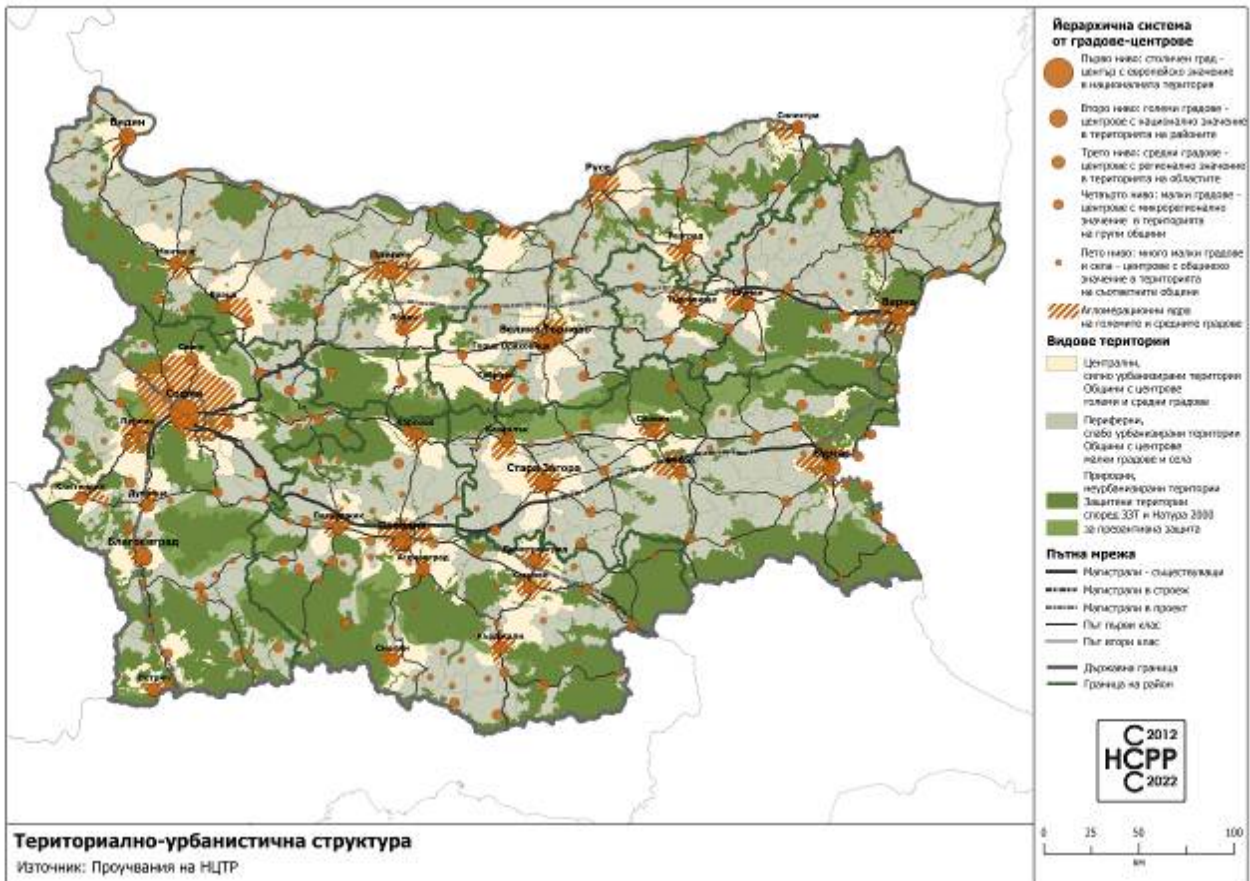 Видин
Силистра
Русе
Разград
Добрич
Монтана
Плевен
Враца
Ловеч
Търговище
Шумен
Варна
Велико Търново
Горна Оряховица
Габрово
Своге
София
Перник
Карлово
Казанлък
Сливен
Ямбол
Бургас
Стара Загора
Кюстендил
Дупница
Благоевград
Пазарджик
Пловдив
Асеновград
Димитровград
Хасково
Смолян
Кърджали
Петрич
Йерархична система
от градове-центрове
Първо ниво: столичен град -
център с европейско значение
в националната територия
Второ ниво: големи градове -
центрове с национално значение
в територията на районите
Трето ниво: средни градове -
центрове с регионално значение
в територията на областите
Четвърто ниво: малки градове -
центрове с микрорегионално
значение в територията
на групи общини
Пето ниво: много малки градове
и села - центрове с общинско
значение в територията
на съответните общини
Агломерационни ядра
на големите и средните градове
Видове територии
Централни,
силно урбанизирани територии
Общини с центрове
големи и средни градове
Периферни,
слабо урбанизирани територии
Общини с центрове
малки градове и села
Природни,
неурбанизирани територии
Защитени територии
според ЗЗТ и Натура 2000
за превантивна защита
Пътна мрежа
Магистрали - съществуващи
Магистрали в строеж
Магистрали в проект
Път първи клас
Път втори клас
Държавна граница
Граница на район
С 2012
НСРР
С 2022
0 25 50 100
км
Териториално-урбанистична структура
Източник: Проучвания на НЦТР